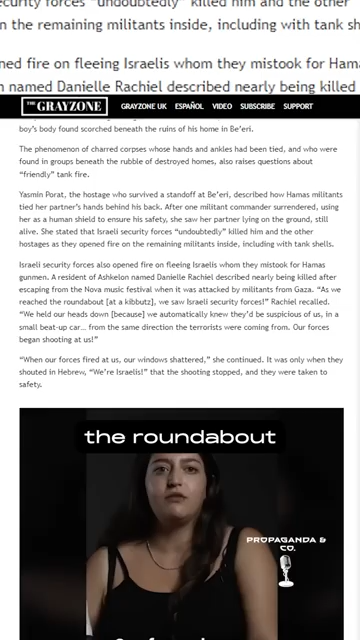 ecurity forces "undoubtedly" killed him and the other
n the remaining militants inside, including with tank sh
ned fire on fleeing Israelis whom they mistook for Hama
n named Danielle Rachiel described nearly being killed
THE GRAYZONE GRAYZONE UK ESPAÑOL VIDEO SUBSCRIBE SUPPORT
boy's body found scorched beneath the ruins of his home in Be'eri.
The phenomenon of charred corpses whose hands and ankles had been tied, and who
were found in groups beneath the rubble of destroyed homes, also raises questions about
"friendly" tank fire.
Yasmin Porat, the hostage who survived a standoff at Be'eri, described how Hamas militants
tied her partner's hands behind his back. After one militant commander surrendered, using
her as a human shield to ensure his safety, she saw her partner lying on the ground, still
alive. She stated that Israeli security forces "undoubtedly" killed him and the other
hostages as they opened fire on the remaining militants inside, including with tank shells.
Israeli security forces also opened fire on fleeing Israelis whom they mistook for Hamas
gunmen. A resident of Ashkelon named Danielle Rachiel described nearly being killed after
escaping from the Nova music festival when it was attacked by militants from Gaza. "As we
reached the roundabout [at a kibbutz], we saw Israeli security forces!" Rachiel recalled.
"We held our heads down [because] we automatically knew they'd be suspicious of us, in
a small beat-up car… from the same direction the terrorists were coming from. Our forces
began shooting at us!"
"When our forces fired at us, our windows shattered," she continued. It was only when they
shouted in Hebrew, "We're Israelis!" that the shooting stopped, and they were taken to
safety.
the roundabout
PROPAGANDA &
CO.